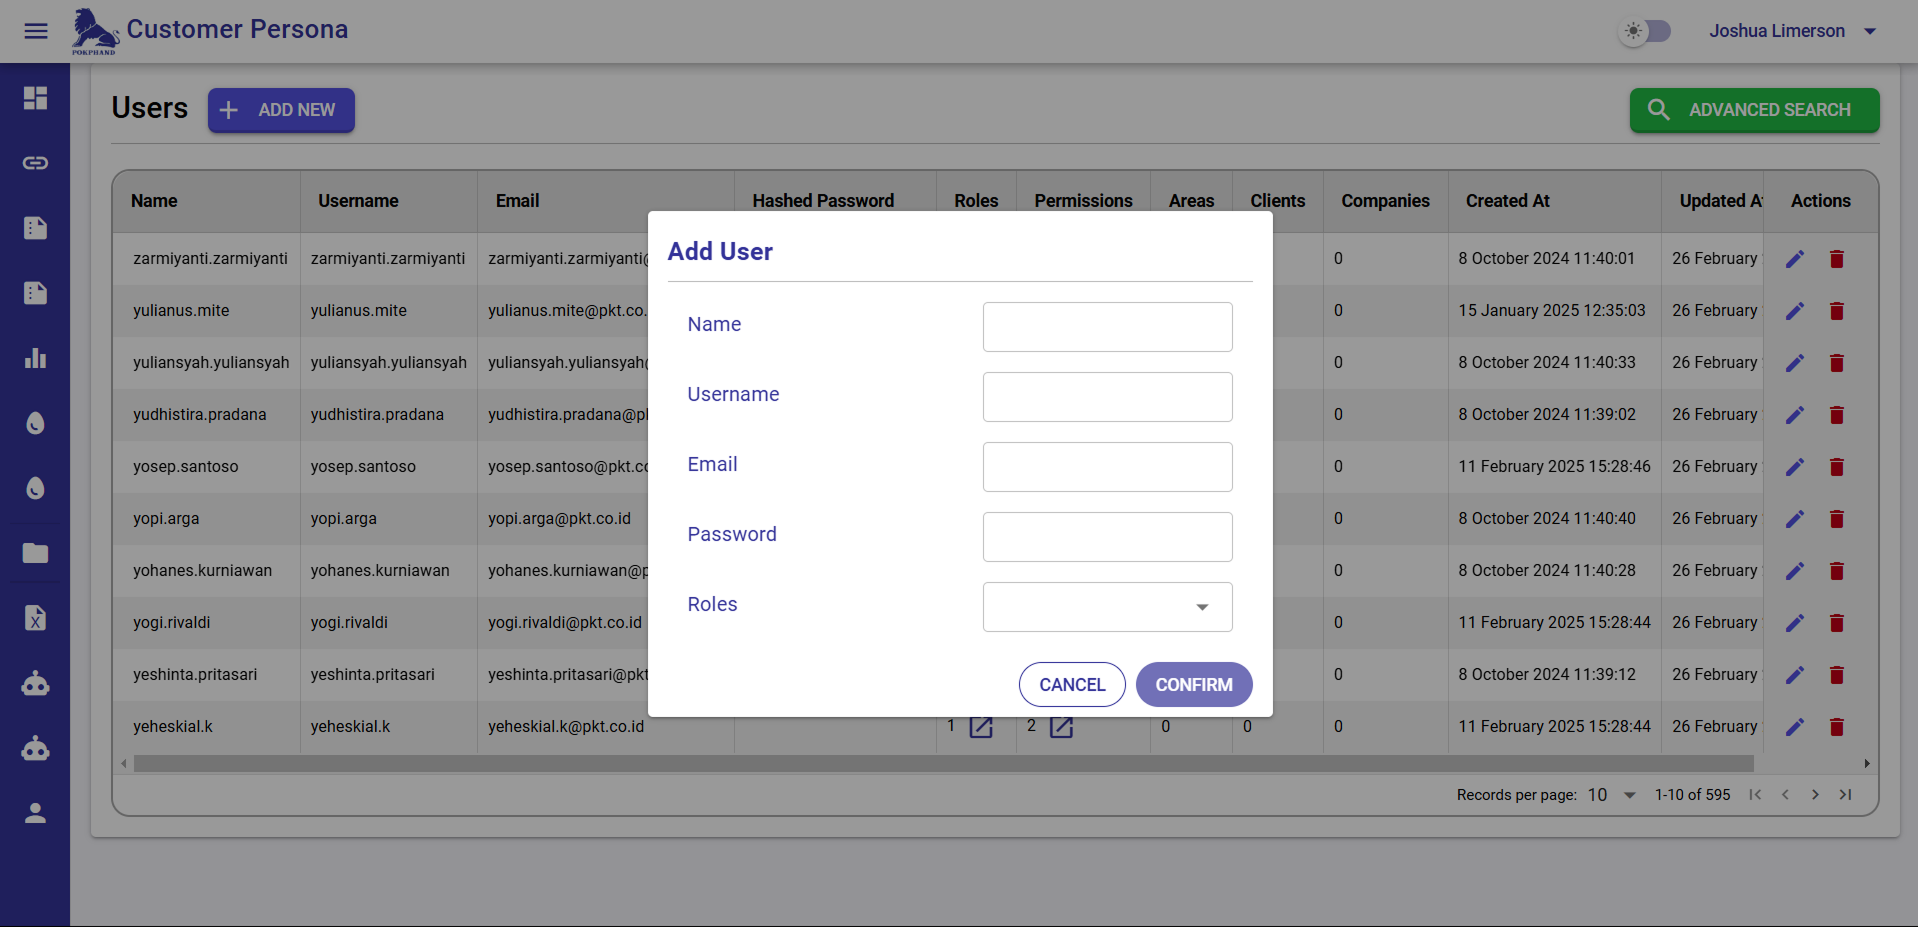 POKPHAND
Customer Persona
Joshua Limerson
Users
ADD NEW
ADVANCED SEARCH
Name Username Email Hashed Password Roles Permissions Areas Clients Companies Created At Updated At Actions
zarmiyanti.zarmiyanti zarmiyanti.zarmiyanti zarmiyanti.zarmiyanti@ 0 8 October 2024 11:40:01 26 February
yulianus.mite yulianus.mite yulianus.mite@pkt.co. 0 15 January 2025 12:35:03 26 February
yuliansyah.yuliansyah yuliansyah.yuliansyah yuliansyah.yuliansyah@ 0 8 October 2024 11:40:33 26 February
yudhistira.pradana yudhistira.pradana yudhistira.pradana@pk 0 8 October 2024 11:39:02 26 February
yosep.santoso yosep.santoso yosep.santoso@pkt.co 0 11 February 2025 15:28:46 26 February
yopi.arga yopi.arga yopi.arga@pkt.co.id 0 8 October 2024 11:40:40 26 February
yohanes.kurniawan yohanes.kurniawan yohanes.kurniawan@p 0 8 October 2024 11:40:28 26 February
yogi.rivaldi yogi.rivaldi yogi.rivaldi@pkt.co.id 0 11 February 2025 15:28:44 26 February
yeshinta.pritasari yeshinta.pritasari yeshinta.pritasari@pkt 0 8 October 2024 11:39:12 26 February
yeheskial.k yeheskial.k yeheskial.k@pkt.co.id 1 2 0 0 0 11 February 2025 15:28:44 26 February
Records per page: 10 1-10 of 595
Add User
Name
Username
Email
Password
Roles
CANCEL CONFIRM